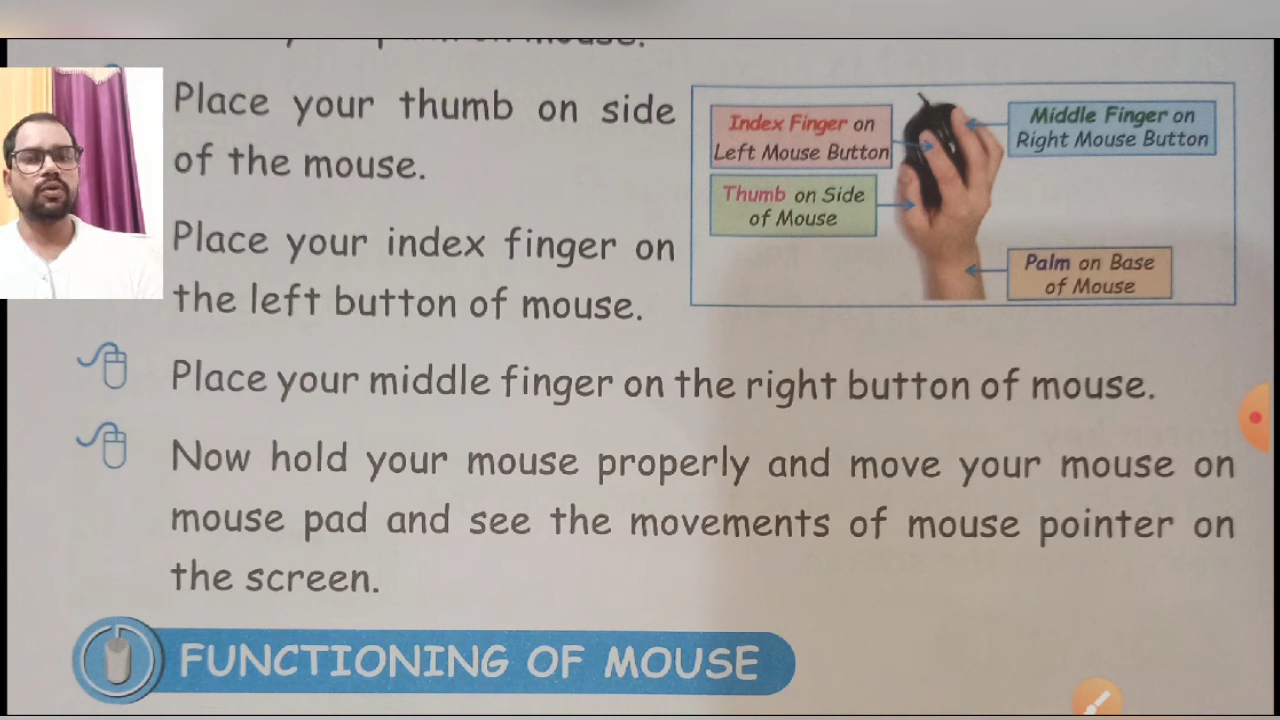 on mouse.
Place your thumb on side
of the mouse.
Place your index finger on
the left button of mouse.
Index Finger on
Left Mouse Button
Thumb on Side
of Mouse
Middle Finger on
Right Mouse Button
Palm on Base
of Mouse
Place your middle finger on the right button of mouse.
Now hold your mouse properly and move your mouse on
mouse pad and see the movements of mouse pointer on
the screen.
FUNCTIONING OF MOUSE